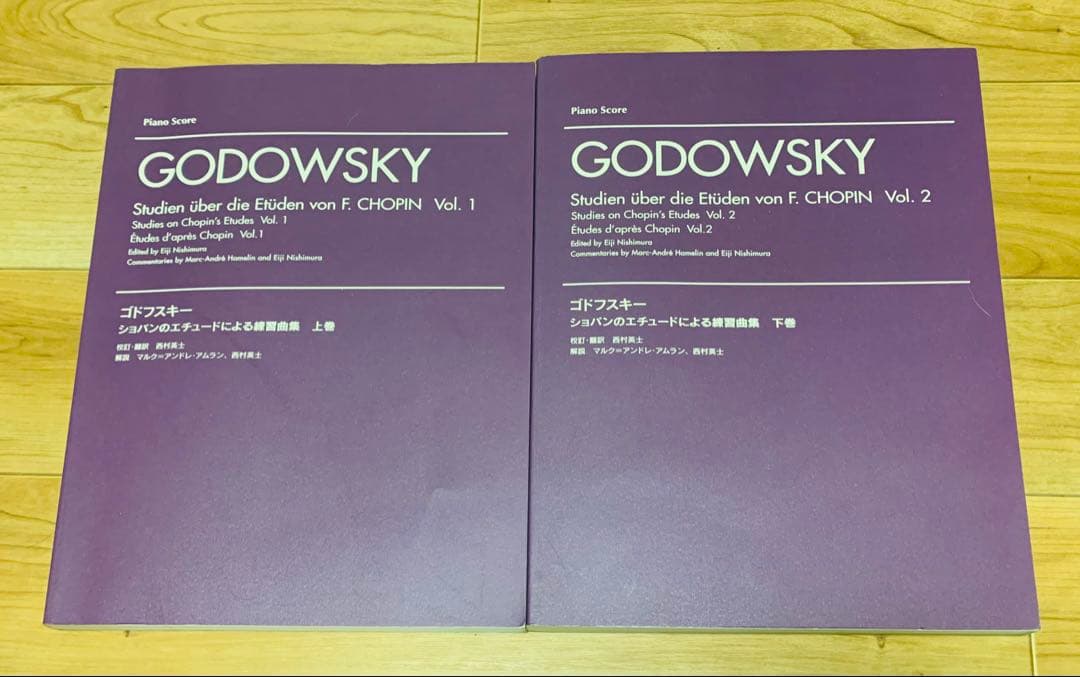 Piano Score
GODOWSKY
Studien über die Etüden von F. CHOPIN Vol. 1
Studies on Chopin's Etudes Vol. 1
Études d'après Chopin Vol.1
Edited by Eiji Nishimura
Commentaries by Marc-André Hamelin and Eiji Nishimura
ゴドフスキー
ショパンのエチュードによる練習曲集 上巻
校訂・翻訳 西村英士
解説 マルク=アンドレ・アムラン、西村英士
Piano Score
GODOWSKY
Studien über die Etüden von F. CHOPIN Vol. 2
Studies on Chopin's Etudes Vol. 2
Études d'après Chopin Vol.2
Edited by Eiji Nishimura
Commentaries by Marc-André Hamelin and Eiji Nishimura
ゴドフスキー
ショパンのエチュードによる練習曲集 下巻
校訂・翻訳 西村英士
解説 マルク=アンドレ・アムラン、西村英士